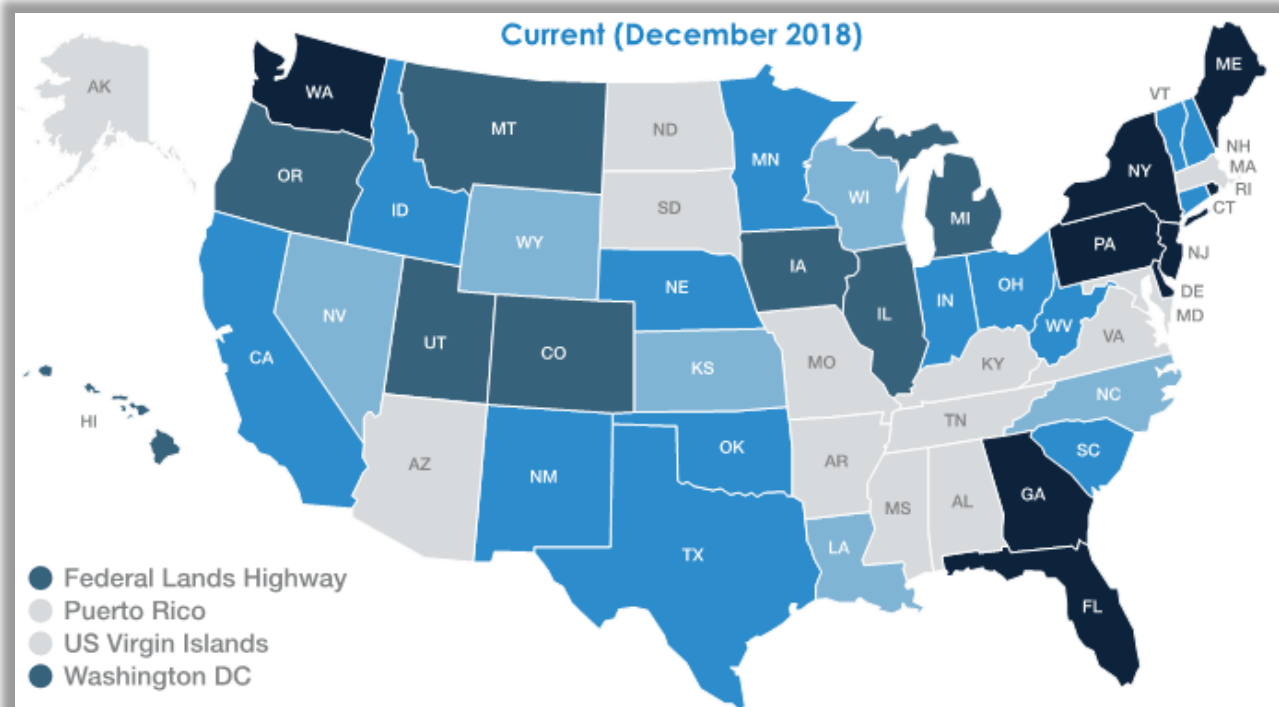 Current (December 2018)
AK
WA
MT
ND
MN
ME
VT
OR
ID
SD
WI
MI
NY
NH
MA
RI
CT
WY
IA
PA
NJ
NV
NE
IL
IN
OH
DE
MD
CA
UT
CO
KS
MO
WV
VA
KY
HI
AZ
NM
OK
AR
TN
NC
SC
TX
LA
MS
AL
GA
FL
Federal Lands Highway
Puerto Rico
US Virgin Islands
Washington DC